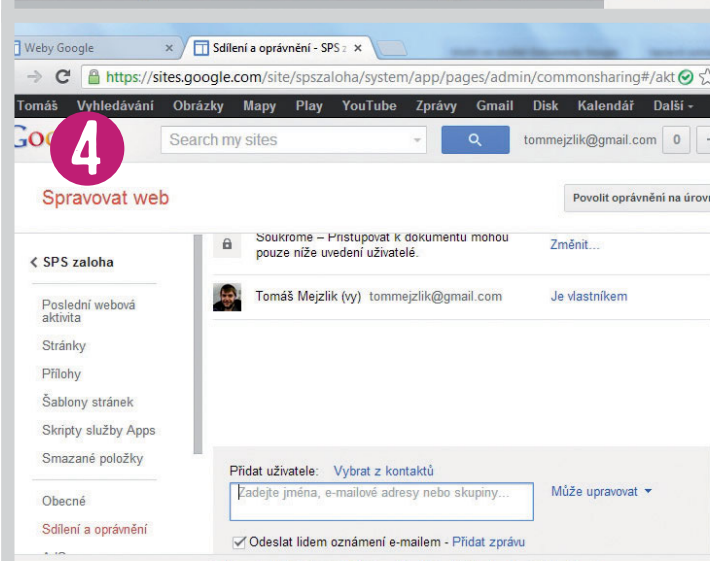 Weby Google × Sdílení a oprávnění - SPS z ×
https://sites.google.com/site/spszaloha/system/app/pages/admin/commonsharing#/akt
Tomáš Vyhledávání Obrázky Mapy Play YouTube Zprávy Gmail Disk Kalendář Další
4
Search my sites tommejzlik@gmail.com 0
Spravovat web
Povolit oprávnění na úrov
SPS zaloha
Poslední webová
aktivita
Stránky
Přílohy
Šablony stránek
Skripty služby Apps
Smazané položky
Obecné
Sdílení a oprávnění
Soukromé – Přistupovat k dokumentu mohou
pouze níže uvedení uživatelé.
Změnit...
Tomáš Mejzlik (vy) tommejzlik@gmail.com
Je vlastníkem
Přidat uživatele: Vybrat z kontaktů
Zadejte jména, e-mailové adresy nebo skupiny...
Může upravovat
Odeslat lidem oznámení e-mailem - Přidat zprávu